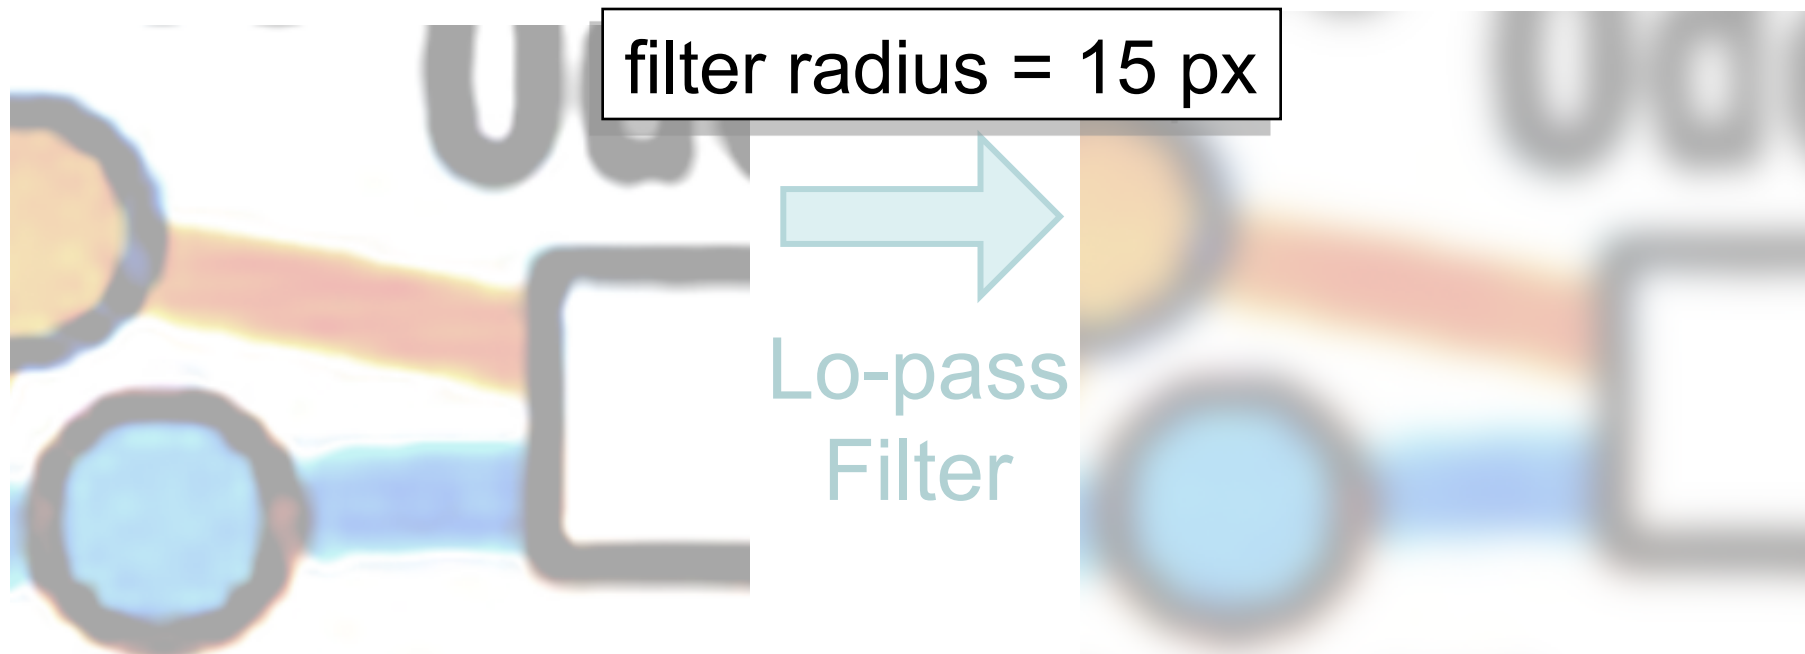 filter radius = 15 px
Lo-pass
Filter